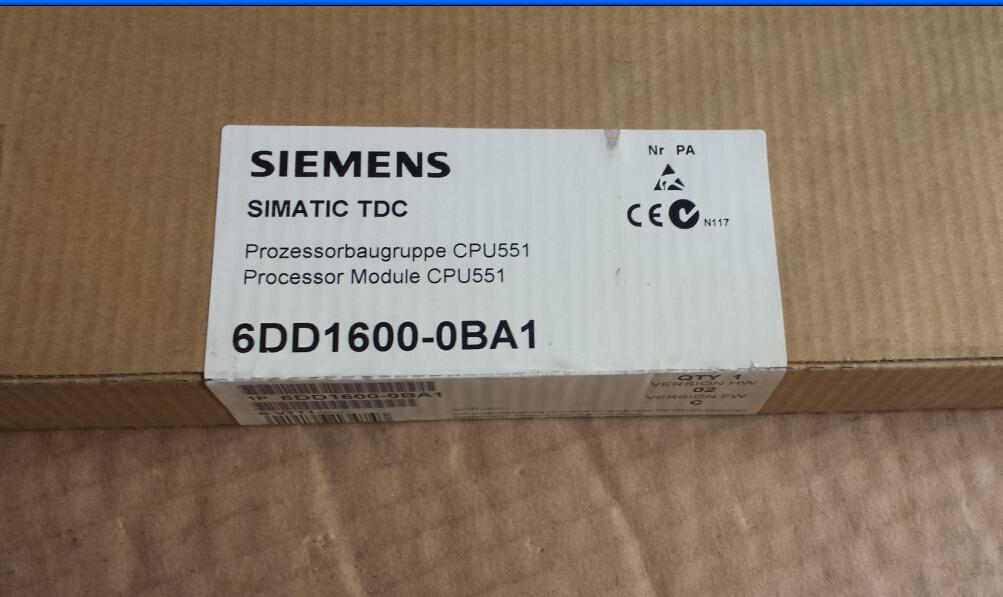 SIEMENS
SIMATIC TDC
Prozessorbaugruppe CPU551
Processor Module CPU551
6DD1600-0BA1
Nr PA
CE N117
1P 6DD1600-0BA1
QTY 1
VERSION HW
02
VERSION FW
C